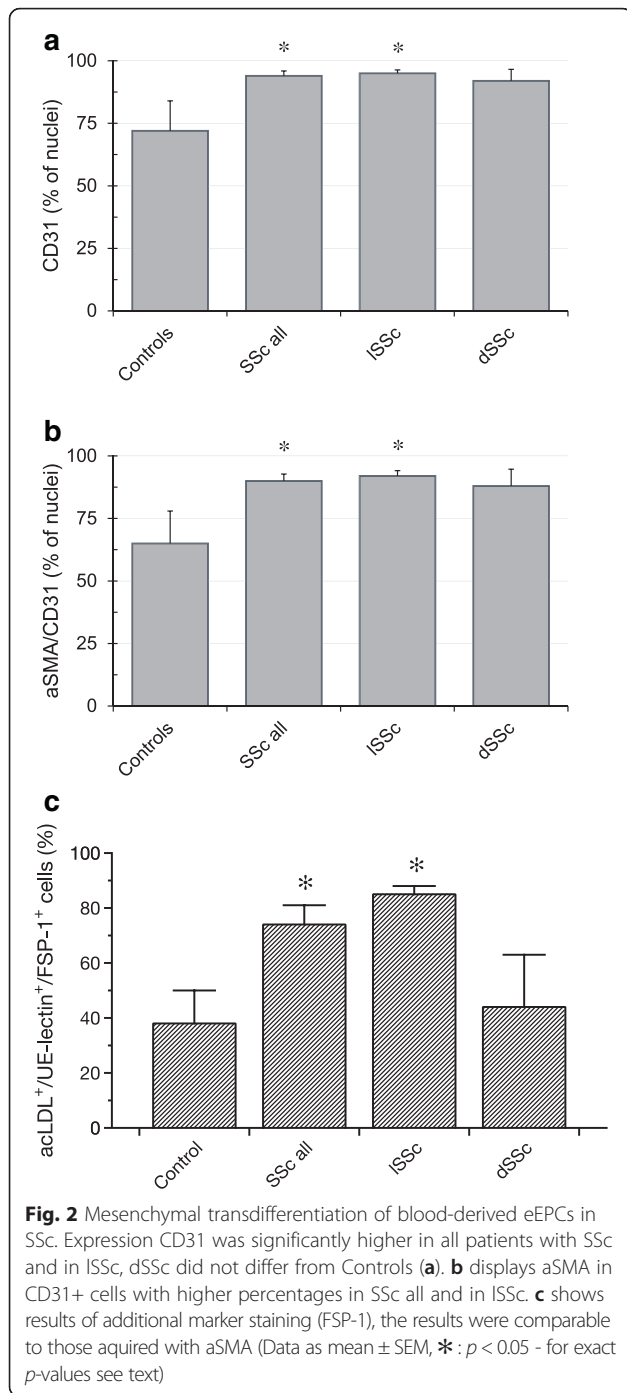 a
* *
100
75
50
25
0
CD31 (% of nuclei)
Controls
SSc all
lSSc
dSSc
b
* *
100
75
50
25
0
aSMA/CD31 (% of nuclei)
Controls
SSc all
lSSc
dSSc
c
* *
100
80
60
40
20
0
acLDL+/UE-lectin+/FSP-1+ cells (%)
Control
SSc all
lSSc
dSSc
Fig. 2 Mesenchymal transdifferentiation of blood-derived eEPCs in
SSc. Expression CD31 was significantly higher in all patients with SSc
and in lSSc, dSSc did not differ from Controls (a). b displays aSMA in
CD31+ cells with higher percentages in SSc all and in lSSc. c shows
results of additional marker staining (FSP-1), the results were comparable
to those aquired with aSMA (Data as mean ± SEM, * : p < 0.05 - for exact
p-values see text)